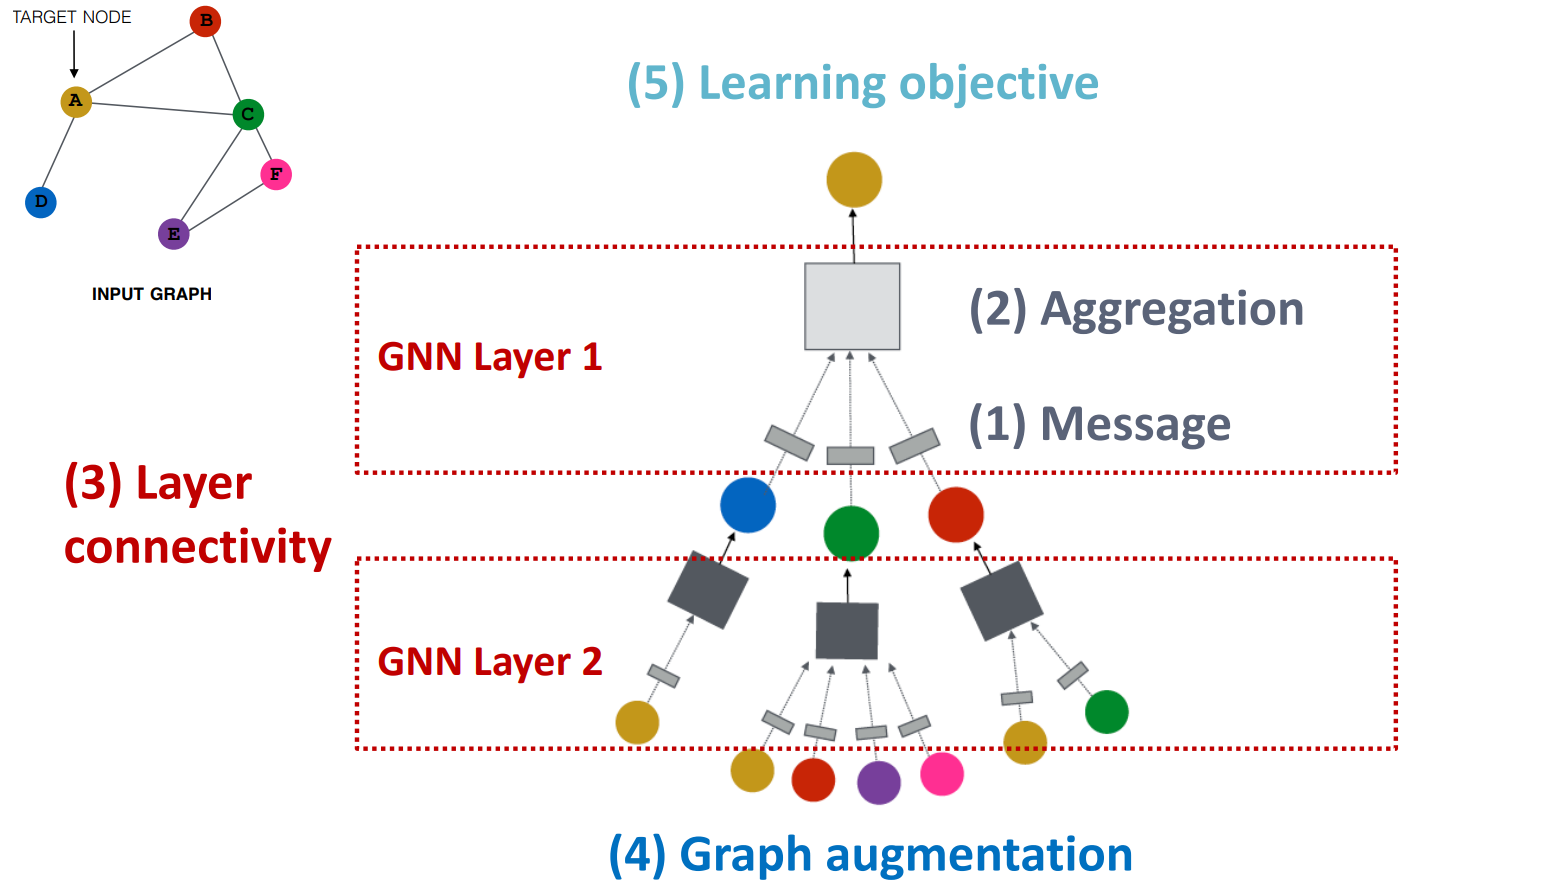 TARGET NODE
B
A
C
F
D
E
INPUT GRAPH
(5) Learning objective
(2) Aggregation
GNN Layer 1
(1) Message
(3) Layer
connectivity
GNN Layer 2
(4) Graph augmentation